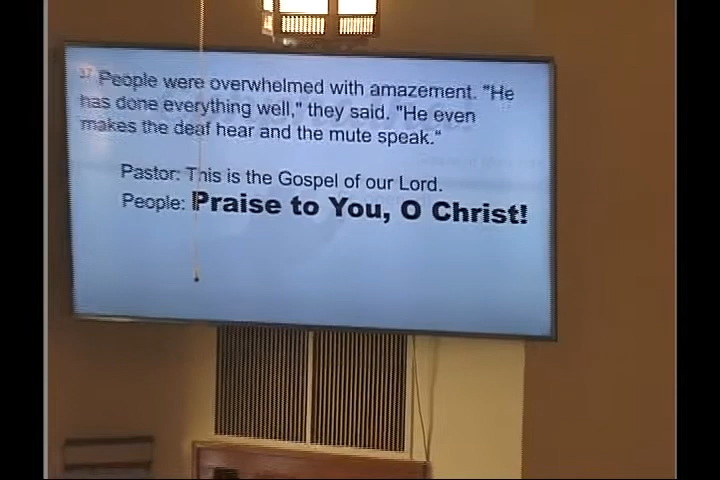 37 People were overwhelmed with amazement. "He
has done everything well," they said. "He even
makes the deaf hear and the mute speak."
Pastor: This is the Gospel of our Lord.
People: Praise to You, O Christ!